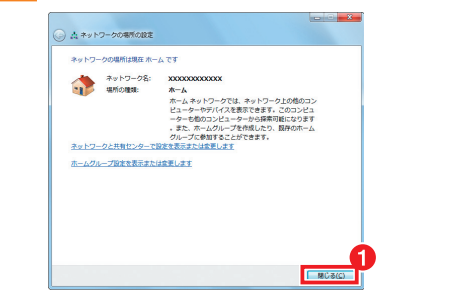 ネットワークの場所の設定
ネットワークの場所は現在 ホーム です
ネットワーク名: XXXXXXXXXXXX
場所の種類: ホーム
ホーム ネットワークでは、ネットワーク上の他のコン
ピューターやデバイスを表示できます。このコンピュ
ーターも他のコンピューターから探索可能になります
。また、ホームグループを作成したり、既存のホーム
グループに参加することができます。
ネットワークと共有センターで設定を表示または変更します
ホームグループ設定を表示または変更します
1
閉じる(C)